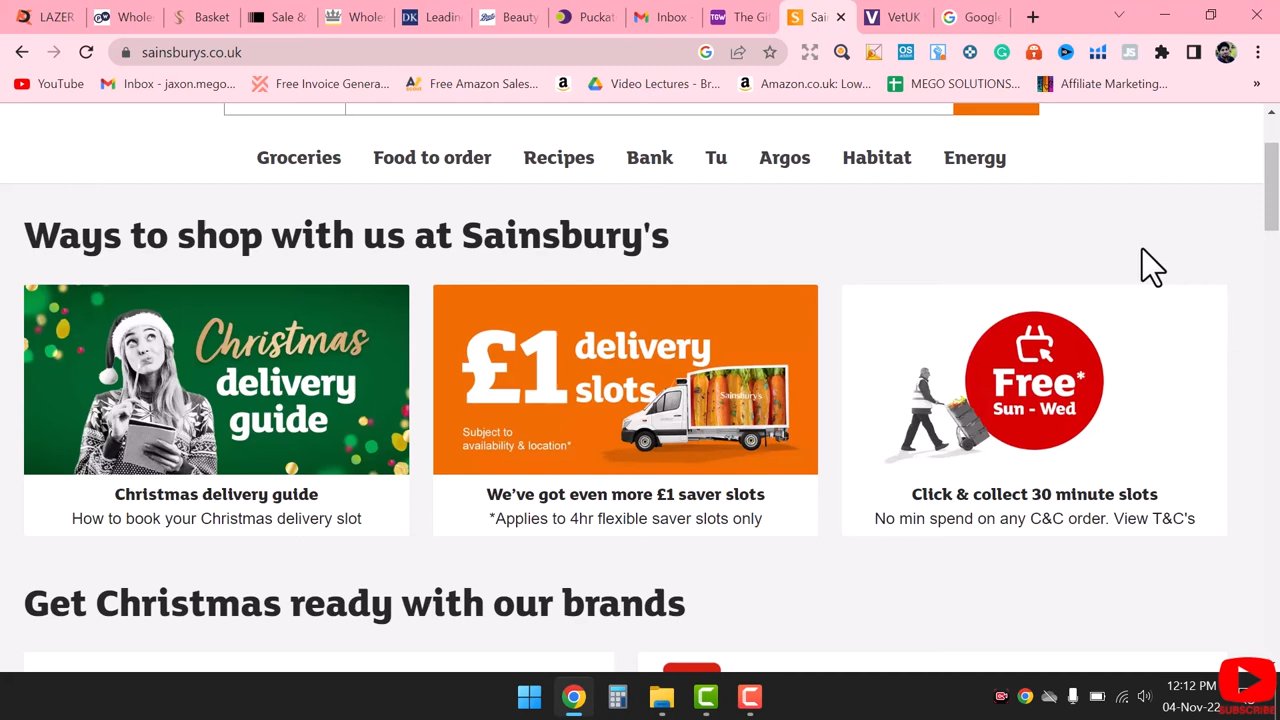 LAZER
Whole
Basket
Sale &
Whole
DK
Leadin
Boots
Beauty
Puckat
Inbox
TGW
The Gi
S
Sai
VetUK
Google
sainsburys.co.uk
YouTube
Inbox - jaxonmego...
Free Invoice Genera...
Free Amazon Sales...
Video Lectures - Br...
Amazon.co.uk: Low...
MEGO SOLUTIONS...
Affiliate Marketing...
»
Groceries
Food to order
Recipes
Bank
Tu
Argos
Habitat
Energy
Ways to shop with us at Sainsbury's
Christmas
delivery
guide
£1 delivery
slots
Sainsbury's
Subject to
availability & location*
Free*
Sun - Wed
Christmas delivery guide
How to book your Christmas delivery slot
We've got even more £1 saver slots
*Applies to 4hr flexible saver slots only
Click & collect 30 minute slots
No min spend on any C&C order. View T&C's
Get Christmas ready with our brands
12:12 PM
04-Nov-22
SUBSCRIBE